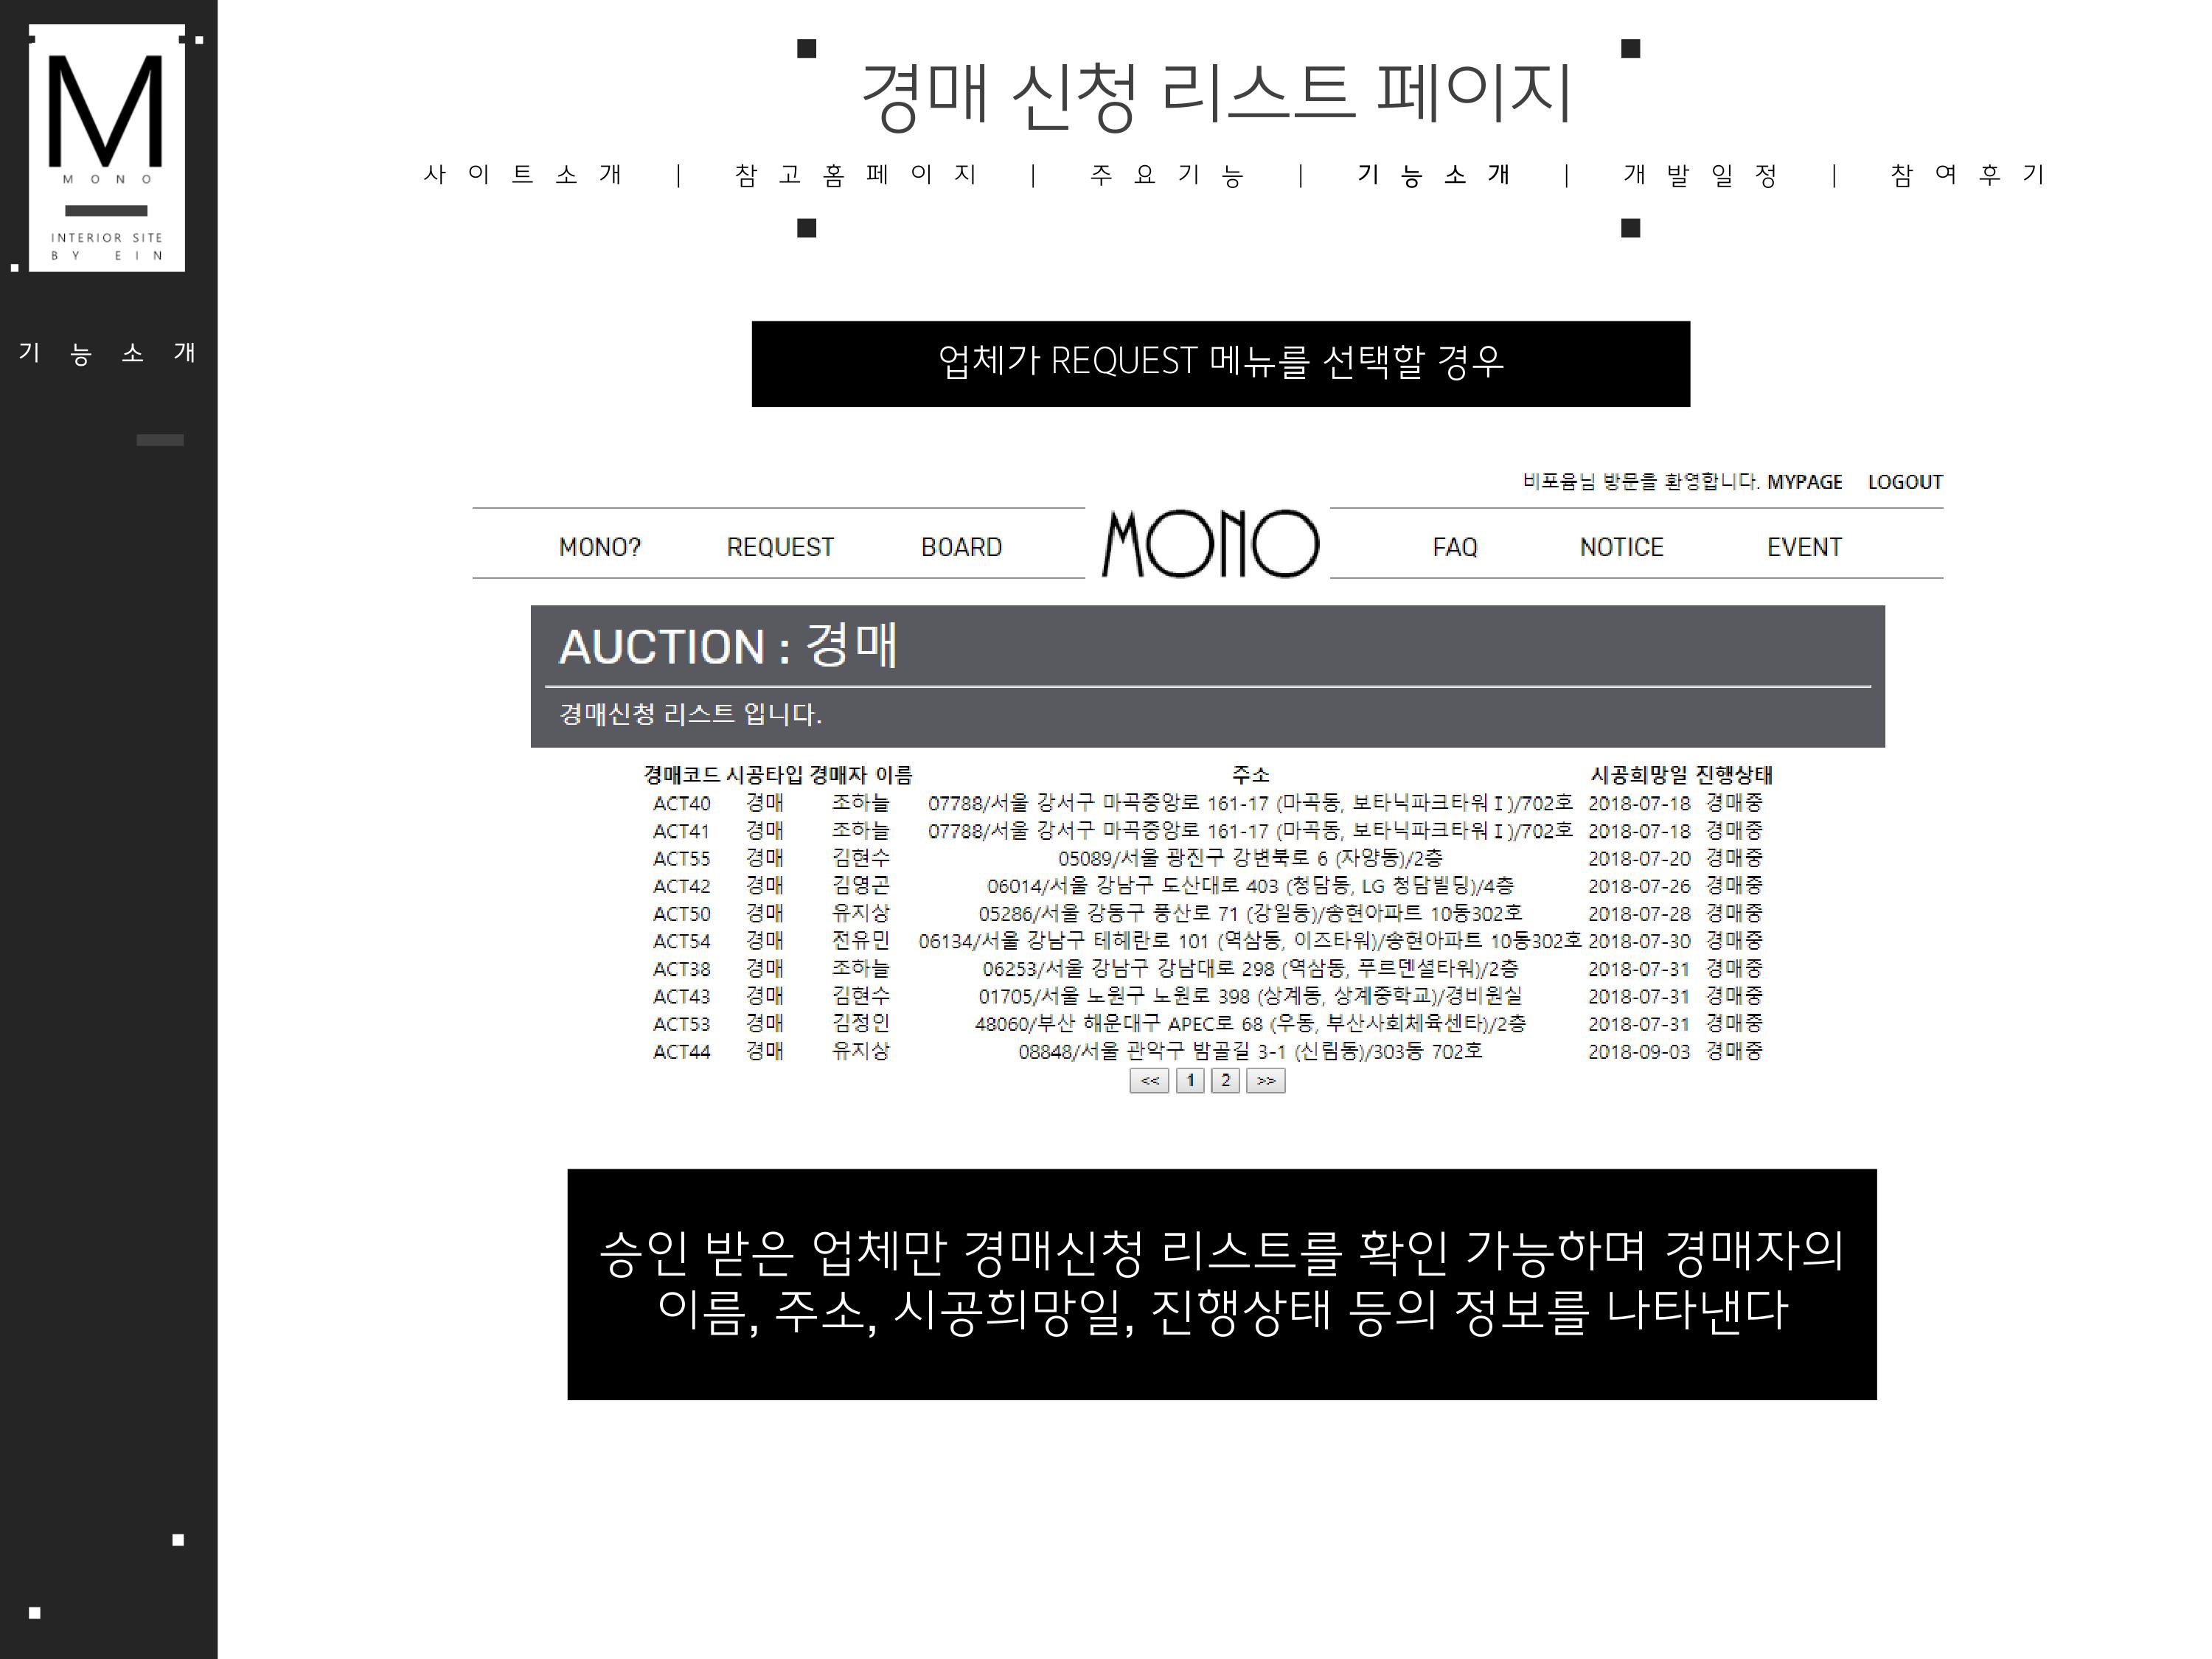 M
MONO
INTERIOR SITE
BY EIN
기능소개
경매 신청 리스트 페이지
사이트소개 | 참고홈페이지 | 주요기능 | 기능소개 | 개발일정 | 참여후기
업체가 REQUEST 메뉴를 선택할 경우
비포윰님 방문을 환영합니다. MYPAGE LOGOUT
MONO? REQUEST BOARD MONO FAQ NOTICE EVENT
AUCTION : 경매
경매신청 리스트 입니다.
경매코드 시공타입 경매자 이름 주소 시공희망일 진행상태
ACT40 경매 조하늘 07788/서울 강서구 마곡중앙로 161-17 (마곡동, 보타닉파크타워Ⅰ)/702호 2018-07-18 경매중
ACT41 경매 조하늘 07788/서울 강서구 마곡중앙로 161-17 (마곡동, 보타닉파크타워Ⅰ)/702호 2018-07-18 경매중
ACT55 경매 김현수 05089/서울 광진구 강변북로 6 (자양동)/2층 2018-07-20 경매중
ACT42 경매 김영곤 06014/서울 강남구 도산대로 403 (청담동, LG 청담빌딩)/4층 2018-07-26 경매중
ACT50 경매 유지상 05286/서울 강동구 풍산로 71 (강일동)/송현아파트 10동302호 2018-07-28 경매중
ACT54 경매 전유민 06134/서울 강남구 테헤란로 101 (역삼동, 이즈타워)/송현아파트 10동302호 2018-07-30 경매중
ACT38 경매 조하늘 06253/서울 강남구 강남대로 298 (역삼동, 푸르덴셜타워)/2층 2018-07-31 경매중
ACT43 경매 김현수 01705/서울 노원구 노원로 398 (상계동, 상계중학교)/경비원실 2018-07-31 경매중
ACT53 경매 김정인 48060/부산 해운대구 APEC로 68 (우동, 부산사회체육센타)/2층 2018-07-31 경매중
ACT44 경매 유지상 08848/서울 관악구 밤골길 3-1 (신림동)/303동 702호 2018-09-03 경매중
<< 1 2 >>
승인 받은 업체만 경매신청 리스트를 확인 가능하며 경매자의
이름, 주소, 시공희망일, 진행상태 등의 정보를 나타낸다